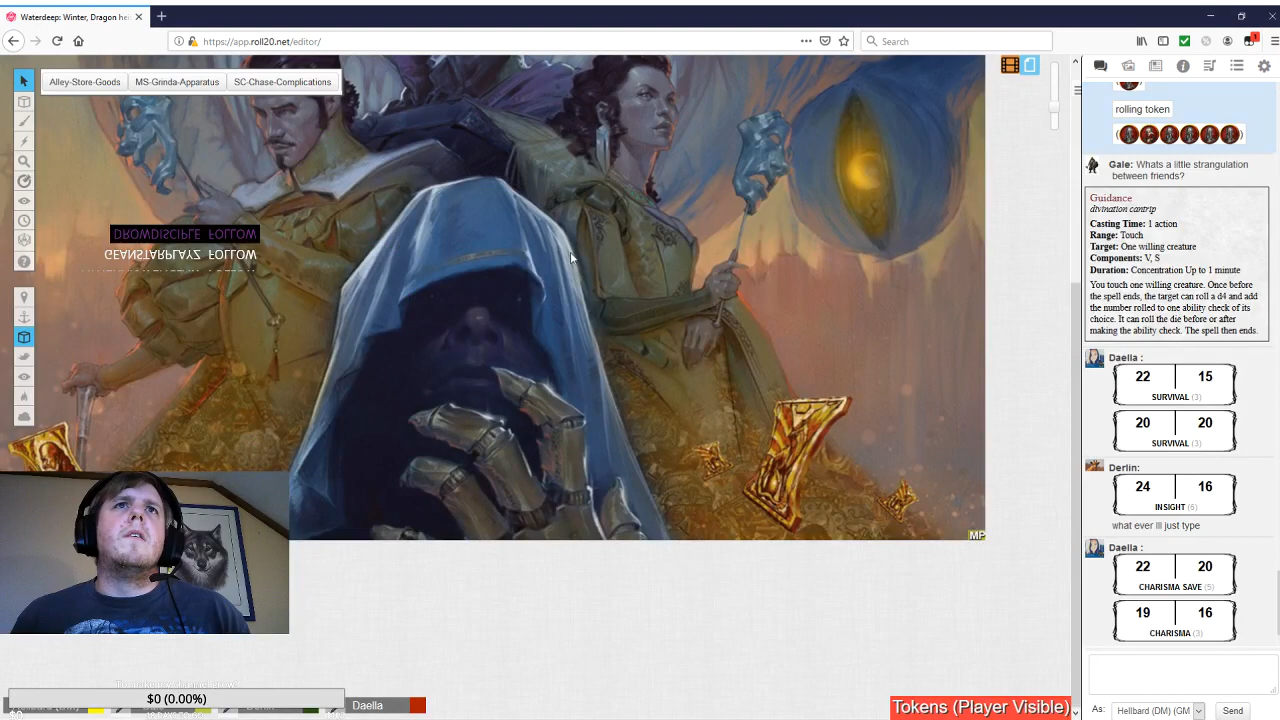 Waterdeep: Winter, Dragon hei
https://app.roll20.net/editor/
Search
Alley-Store-Goods
MS-Grinda-Apparatus
SC-Chase-Complications
rolling token
Gale: Whats a little strangulation
between friends?
Guidance
divination cantrip
Casting Time: 1 action
Range: Touch
Target: One willing creature
Components: V, S
Duration: Concentration Up to 1 minute
You touch one willing creature. Once before
the spell ends, the target can roll a d4 and add
the number rolled to one ability check of its
choice. It can roll the die before or after
making the ability check. The spell then ends.
DROWDISCIPLE FOLLOW
GEANSTARPLAYZ FOLLOW
Daella :
22 15
SURVIVAL (3)
20 20
SURVIVAL (3)
Derlin:
24 16
INSIGHT (6)
what ever Ill just type
Daella :
22 20
CHARISMA SAVE (5)
19 16
CHARISMA (3)
MP
$0 (0.00%)
$0
Daella
Tokens (Player Visible)
As:
Hellbard (DM) (GM
Send